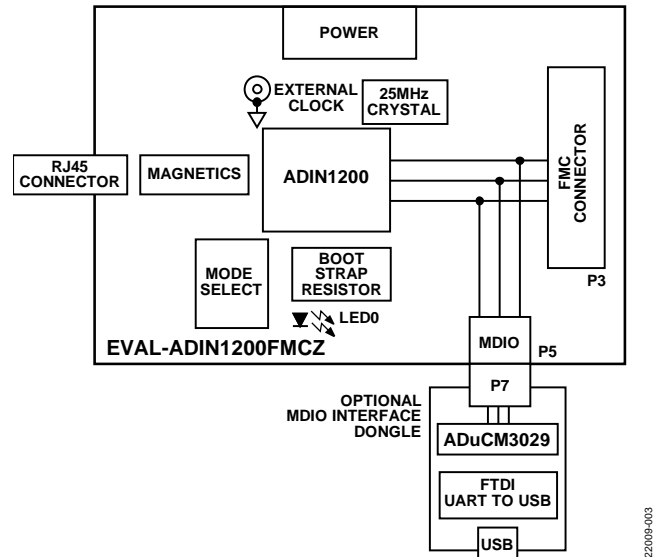 POWER
EXTERNAL
CLOCK
25MHz
CRYSTAL
FMC
CONNECTOR
RJ45
CONNECTOR
MAGNETICS
ADIN1200
MODE
SELECT
BOOT
STRAP
RESISTOR
P3
LED0
EVAL-ADIN1200FMCZ
MDIO
P5
P7
OPTIONAL
MDIO INTERFACE
DONGLE
ADuCM3029
FTDI
UART TO USB
USB
22009-003